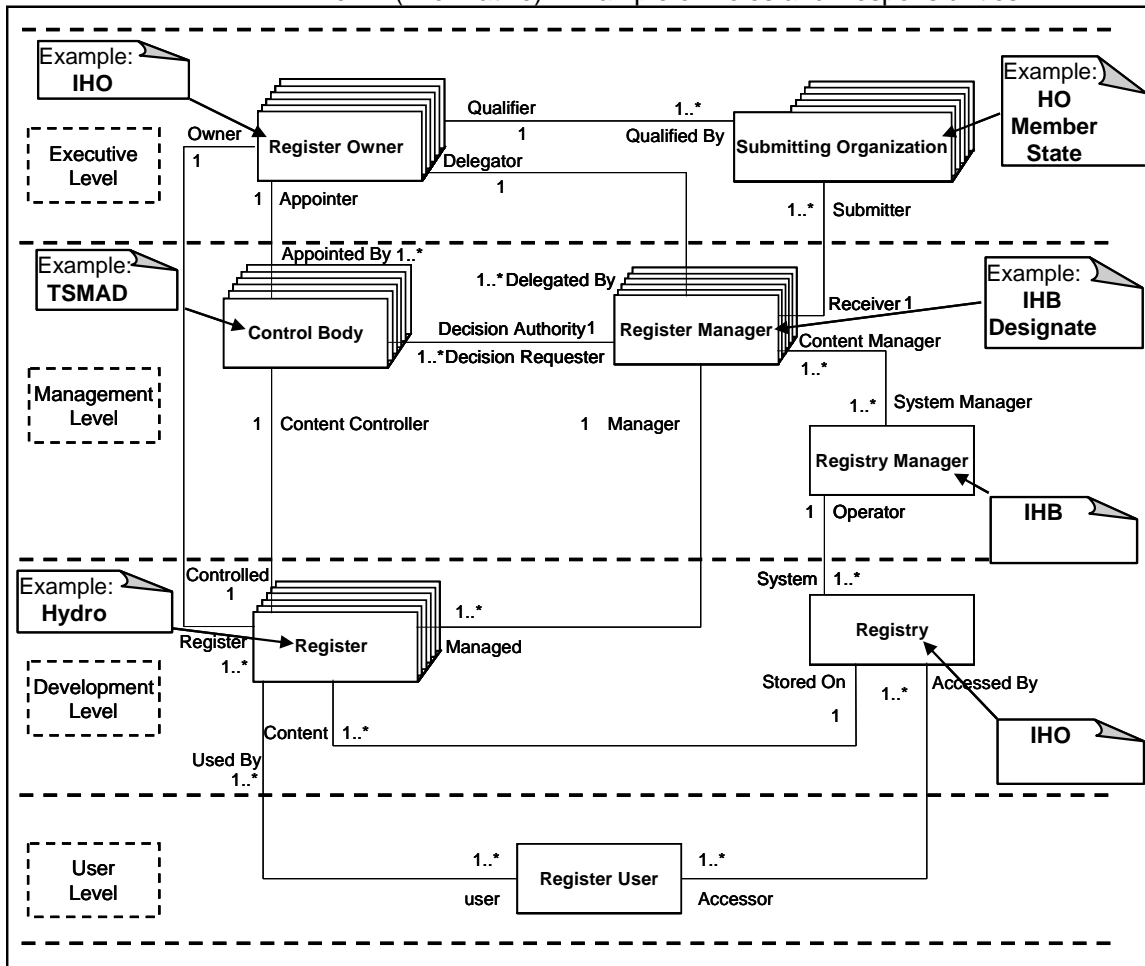 Example:
IHO
Example:
HO
Member
State
Qualifier
1..*
1
Qualified By
Owner
1
Register Owner
Submitting Organization
Executive
Level
Delegator
1
1
Appointer
1..*
Submitter
Example:
TSMAD
Appointed By 1..*
1..*Delegated By
Example:
IHB
Designate
Receiver 1
Control Body
Decision Authority1
1..*Decision Requester
Register Manager
Content Manager
1..*
Management
Level
1
Content Controller
1
Manager
1..*
System Manager
Registry Manager
IHB
1
Operator
Example:
Hydro
Controlled
1
System
1..*
1..*
Register
1..*
Register
Managed
Registry
Development
Level
Stored On
1
1..*
Accessed By
Content
1..*
IHO
Used By
1..*
User
Level
1..*
user
Register User
1..*
Accessor